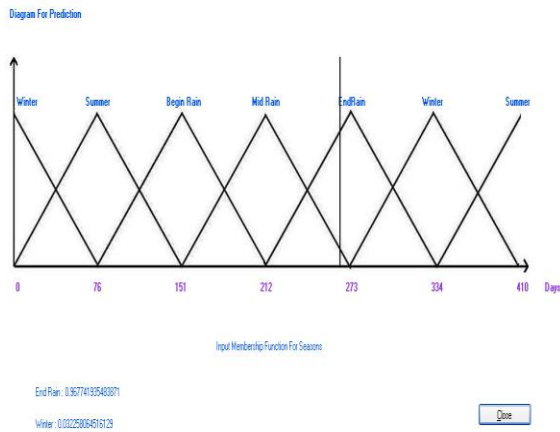 Diagram For Prediction
Winter Summer Begin Rain Mid Rain EndRain Winter Summer
0 76 151 212 273 334 410 Days
Input Membership Function For Seasons
End Rain : 0.967741935483871
Winter : 0.032258064516129
Close